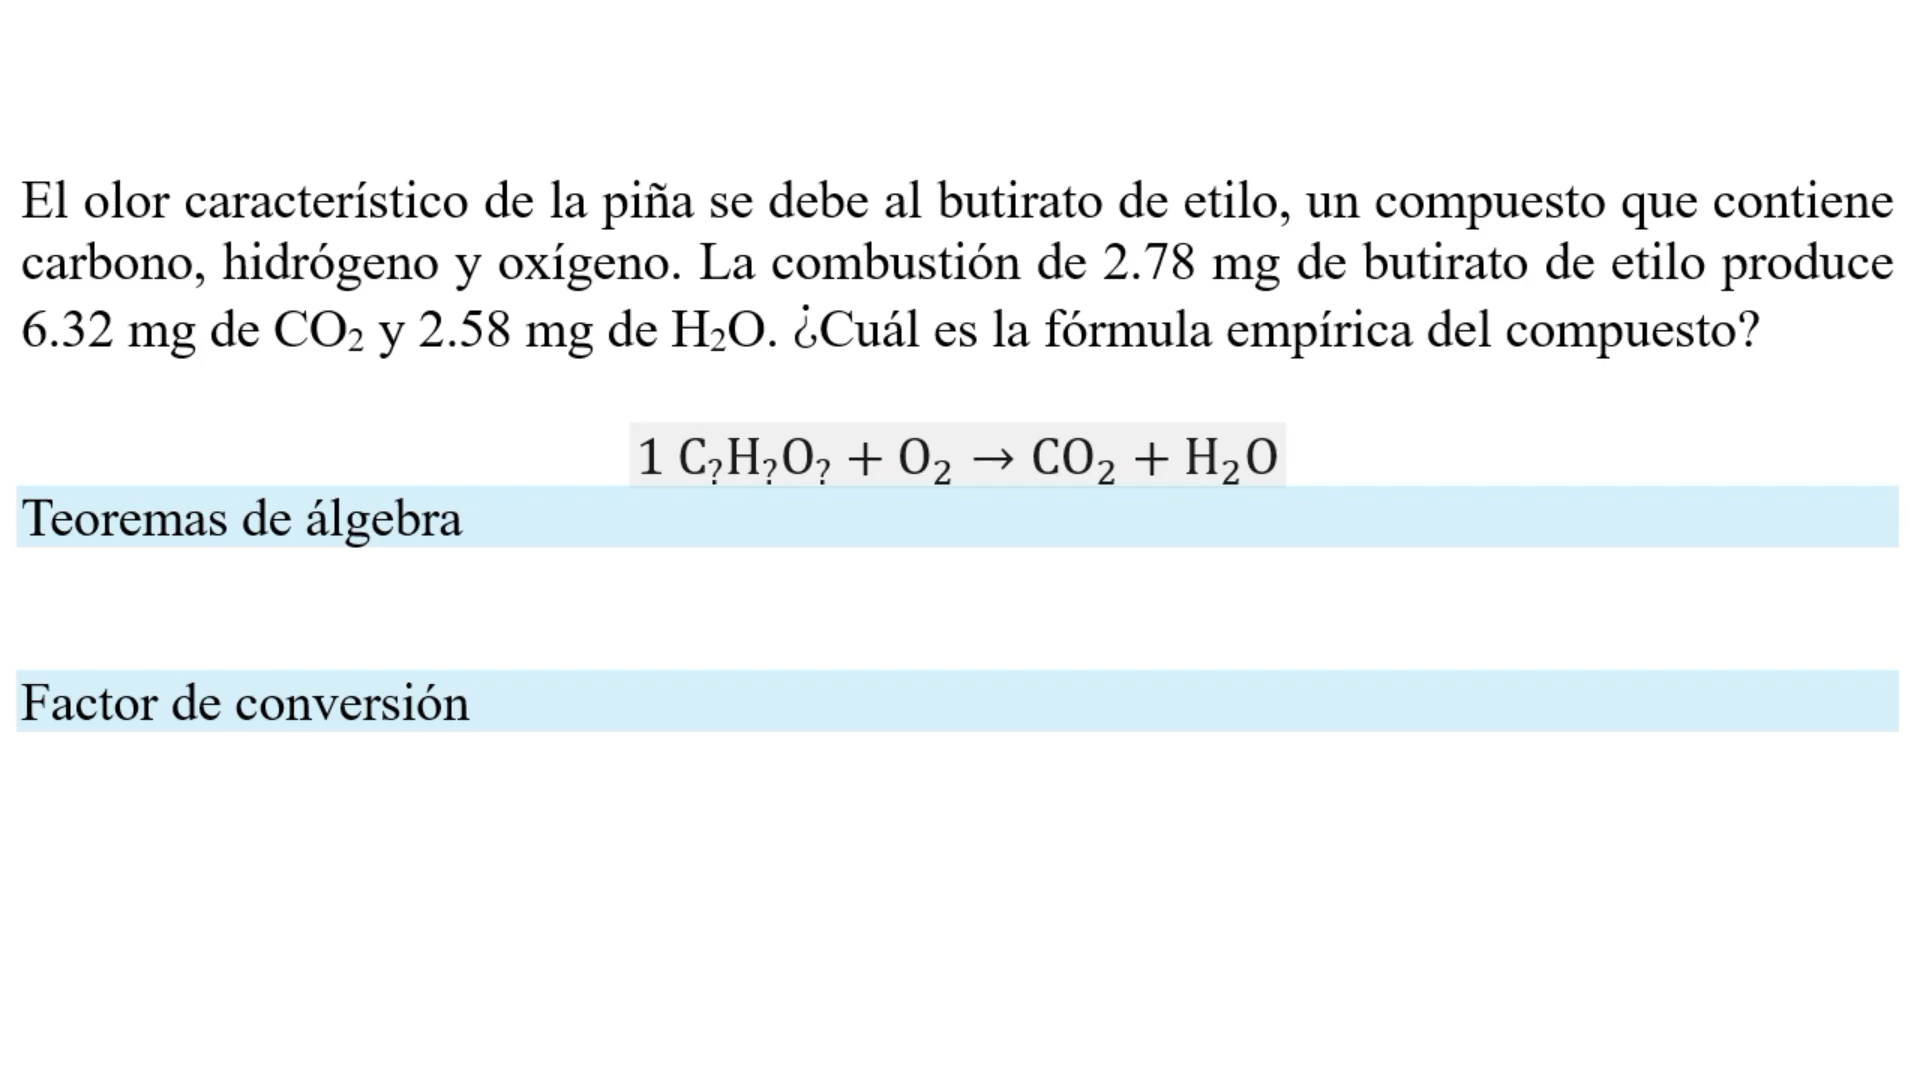 El olor característico de la piña se debe al butirato de etilo, un compuesto que contiene
carbono, hidrógeno y oxígeno. La combustión de 2.78 mg de butirato de etilo produce
6.32 mg de CO₂ y 2.58 mg de H₂O. ¿Cuál es la fórmula empírica del compuesto?
1 C?H?O? + O₂ → CO₂ + H₂O
Teoremas de álgebra
Factor de conversión